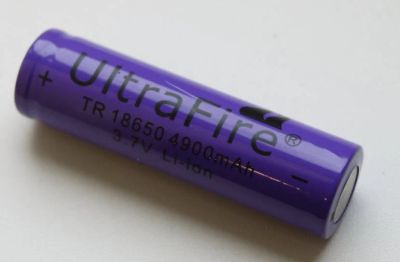 +
UltraFire®
TR 18650 4900mAh
3.7V Li-ion
−